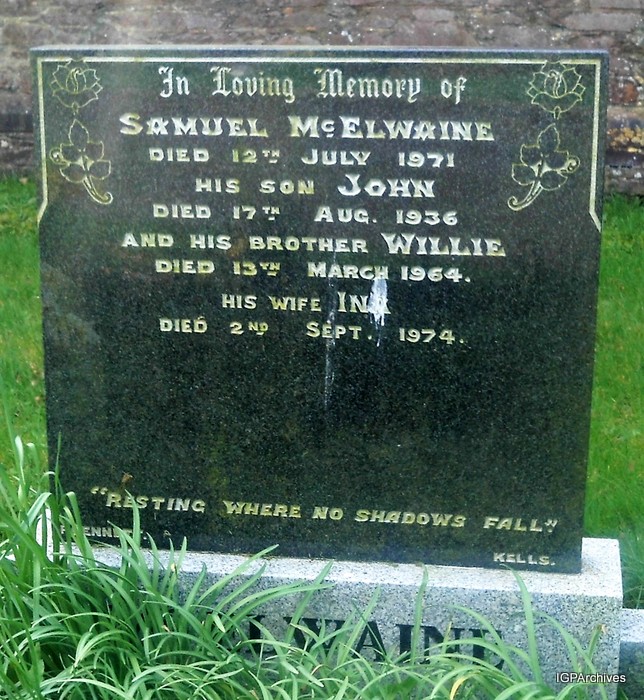 In Loving Memory of
SAMUEL McELWAINE
DIED 12TH JULY 1971
HIS SON JOHN
DIED 17TH AUG. 1936
AND HIS BROTHER WILLIE
DIED 13TH MARCH 1964.
HIS WIFE INA
DIED 2ND SEPT. 1974.
"RESTING WHERE NO SHADOWS FALL"
KELLS.
IGPArchives